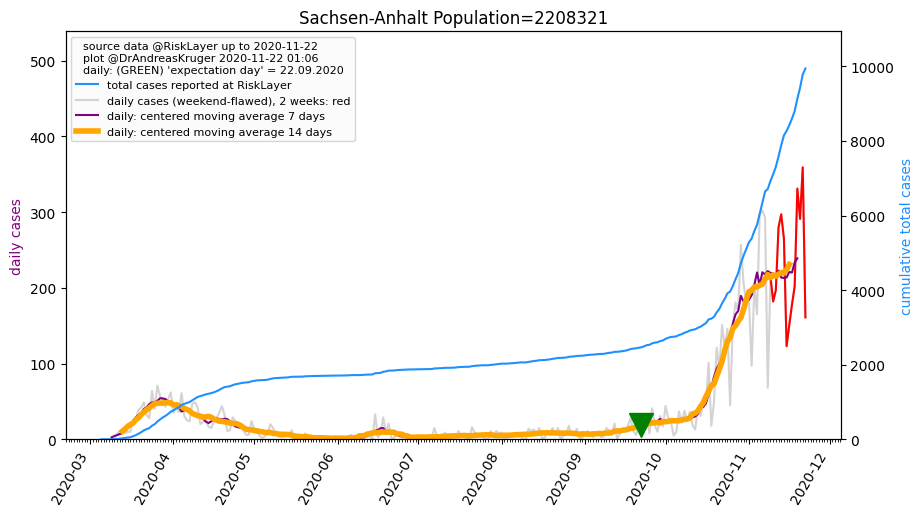 Sachsen-Anhalt Population=2208321
source data @RiskLayer up to 2020-11-22
plot @DrAndreasKruger 2020-11-22 01:06
daily: (GREEN) 'expectation day' = 22.09.2020
total cases reported at RiskLayer
daily cases (weekend-flawed), 2 weeks: red
daily: centered moving average 7 days
daily: centered moving average 14 days
daily cases
500
400
300
200
100
0
cumulative total cases
10000
8000
6000
4000
2000
0
2020-03
2020-04
2020-05
2020-06
2020-07
2020-08
2020-09
2020-10
2020-11
2020-12